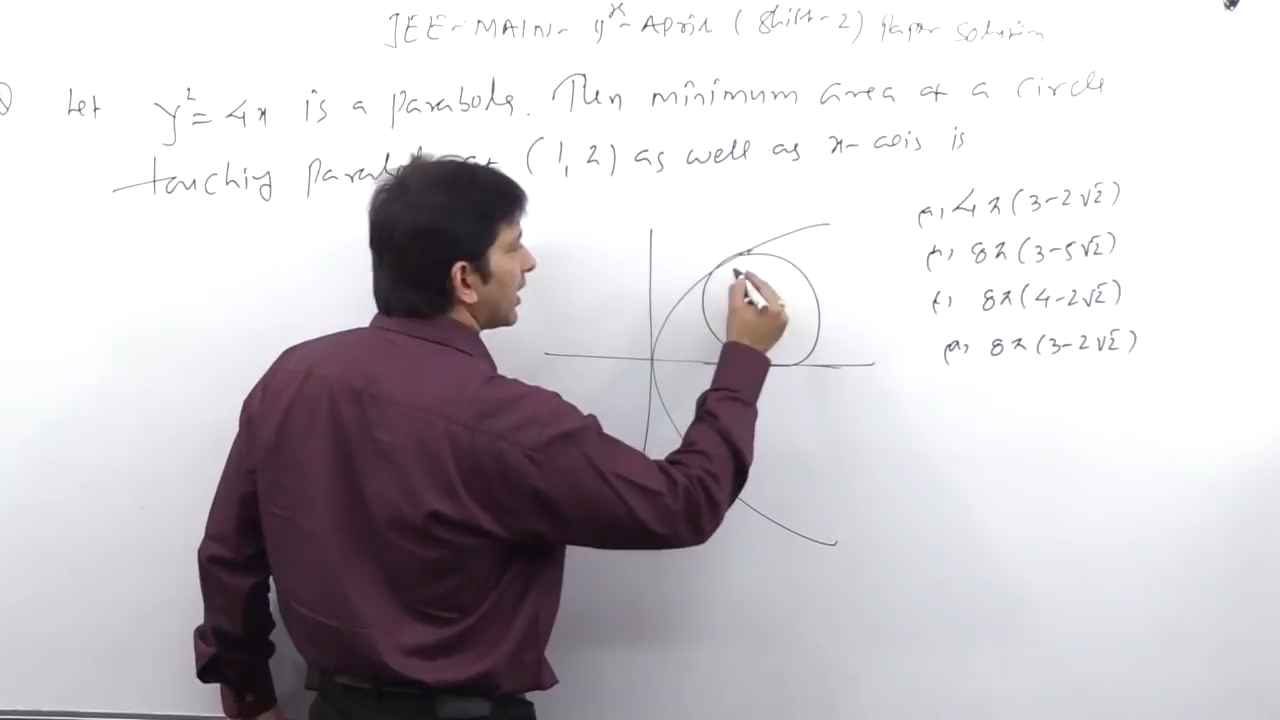 JEE-MAIN- 9th-April (Shift-2) Paper solution
Let y²=4x is a parabola. Then minimum area of a circle
touching at (1,2) as well as x-axis is
4π(3-2√2)
8π(3-5√2)
8π(4-2√2)
8π(3-2√2)